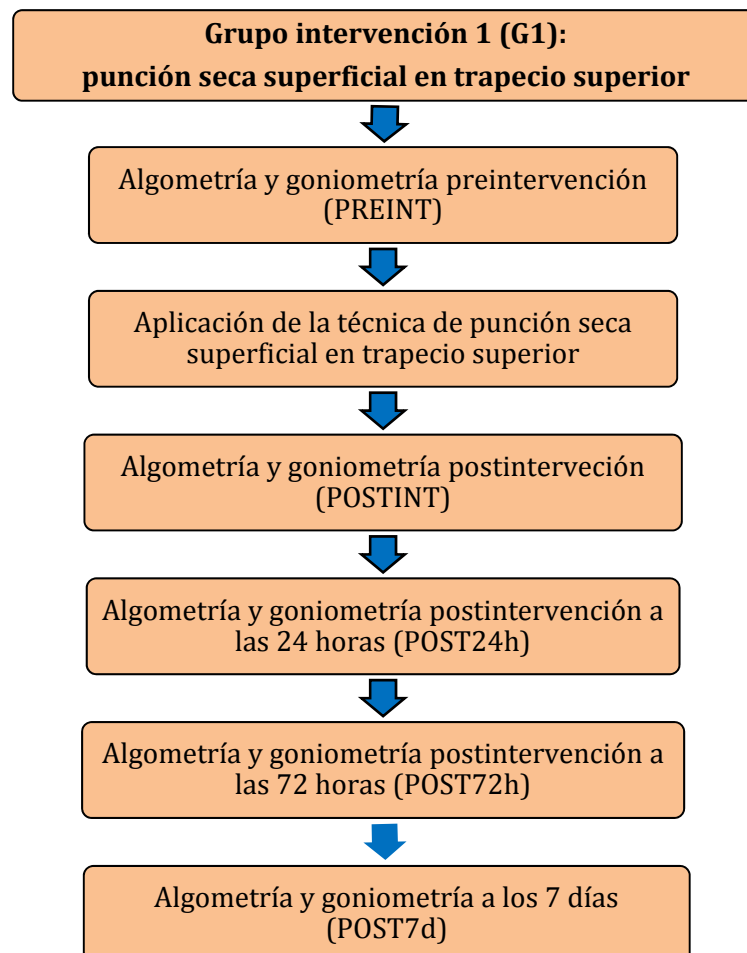 Grupo intervención 1 (G1):
punción seca superficial en trapecio superior
Algometría y goniometría preintervención
(PREINT)
Aplicación de la técnica de punción seca
superficial en trapecio superior
Algometría y goniometría postinterveción
(POSTINT)
Algometría y goniometría postintervención a
las 24 horas (POST24h)
Algometría y goniometría postintervención a
las 72 horas (POST72h)
Algometría y goniometría a los 7 días
(POST7d)